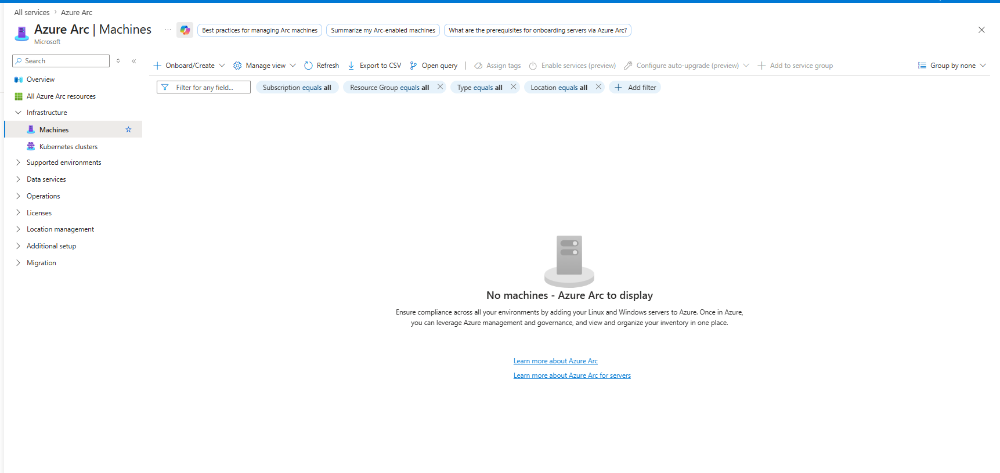 All services > Azure Arc
Azure Arc | Machines
Microsoft
Best practices for managing Arc machines
Summarize my Arc-enabled machines
What are the prerequisites for onboarding servers via Azure Arc?
Search
Overview
All Azure Arc resources
Infrastructure
Machines
Kubernetes clusters
Supported environments
Data services
Operations
Licenses
Location management
Additional setup
Migration
Onboard/Create
Manage view
Refresh
Export to CSV
Open query
Assign tags
Enable services (preview)
Configure auto-upgrade (preview)
Add to service group
Group by none
Filter for any field...
Subscription equals all
Resource Group equals all
Type equals all
Location equals all
Add filter
No machines - Azure Arc to display
Ensure compliance across all your environments by adding your Linux and Windows servers to Azure. Once in Azure,
you can leverage Azure management and governance, and view and organize your inventory in one place.
Learn more about Azure Arc
Learn more about Azure Arc for servers